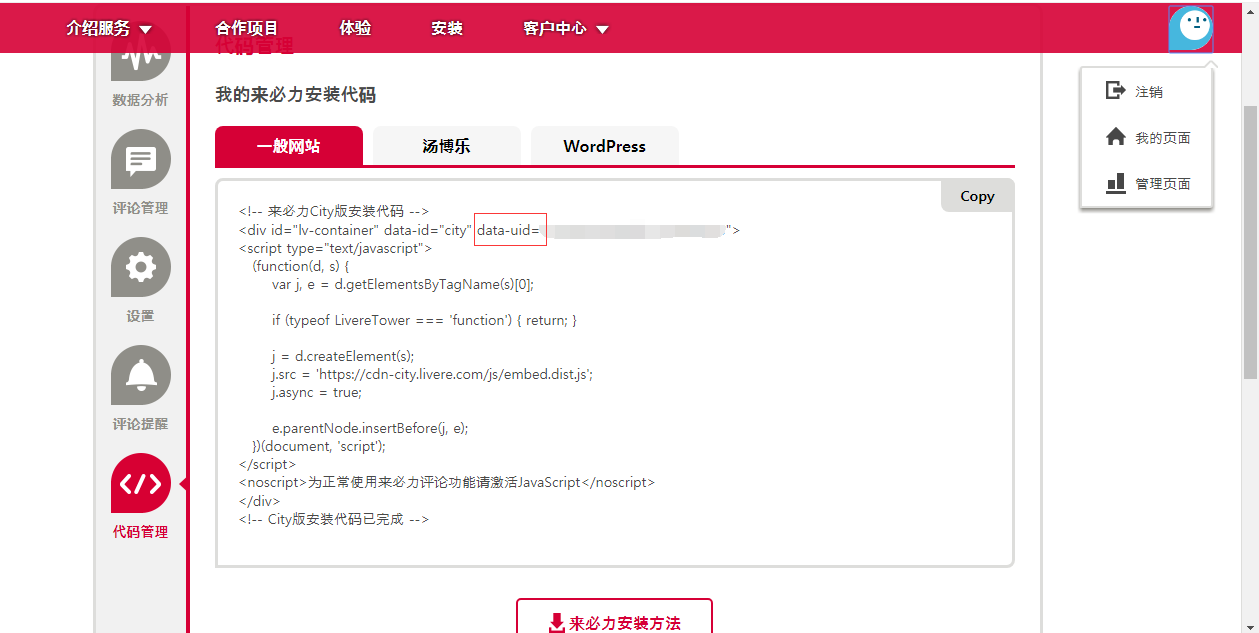 介绍服务
合作项目
体验
安装
客户中心
代码管理
注销
我的页面
管理页面
数据分析
评论管理
设置
评论提醒
代码管理
我的来必力安装代码
一般网站
汤博乐
WordPress
Copy
<!-- 来必力City版安装代码 -->
<div id="lv-container" data-id="city" data-uid= ">
<script type="text/javascript">
(function(d, s) {
var j, e = d.getElementsByTagName(s)[0];
if (typeof LivereTower === 'function') { return; }
j = d.createElement(s);
j.src = 'https://cdn-city.livere.com/js/embed.dist.js';
j.async = true;
e.parentNode.insertBefore(j, e);
})(document, 'script');
</script>
<noscript>为正常使用来必力评论功能请激活JavaScript</noscript>
</div>
<!-- City版安装代码已完成 -->
来必力安装方法